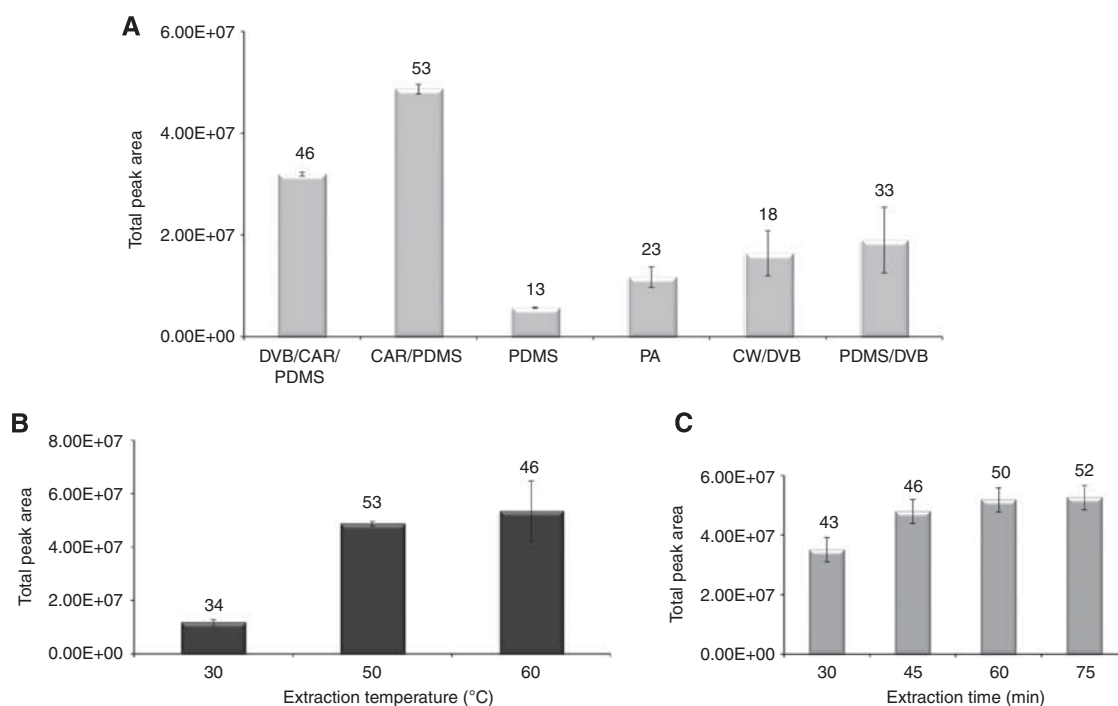 A
Total peak area
6.00E+07
4.00E+07
2.00E+07
0.00E+00
46
53
13
23
18
33
DVB/CAR/
PDMS
CAR/PDMS
PDMS
PA
CW/DVB
PDMS/DVB
B
Total peak area
8.00E+07
6.00E+07
4.00E+07
2.00E+07
0.00E+00
34
53
46
30
50
60
Extraction temperature (°C)
C
Total peak area
6.00E+07
4.00E+07
2.00E+07
0.00E+00
43
46
50
52
30
45
60
75
Extraction time (min)